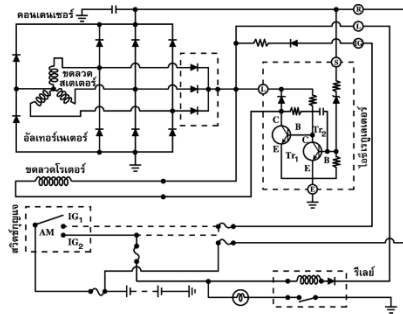 คอนเดนเซอร์
R
L
IG
ขดลวด
สเตเตอร์
S
L
อัลเทอร์เนเตอร์
C
B
Tr2
E
Tr1
C
B
E
E
ไอซีเรกูเลเตอร์
ขดลวดโรเตอร์
สวิตช์กุญแจ
IG1
AM
IG2
รีเลย์